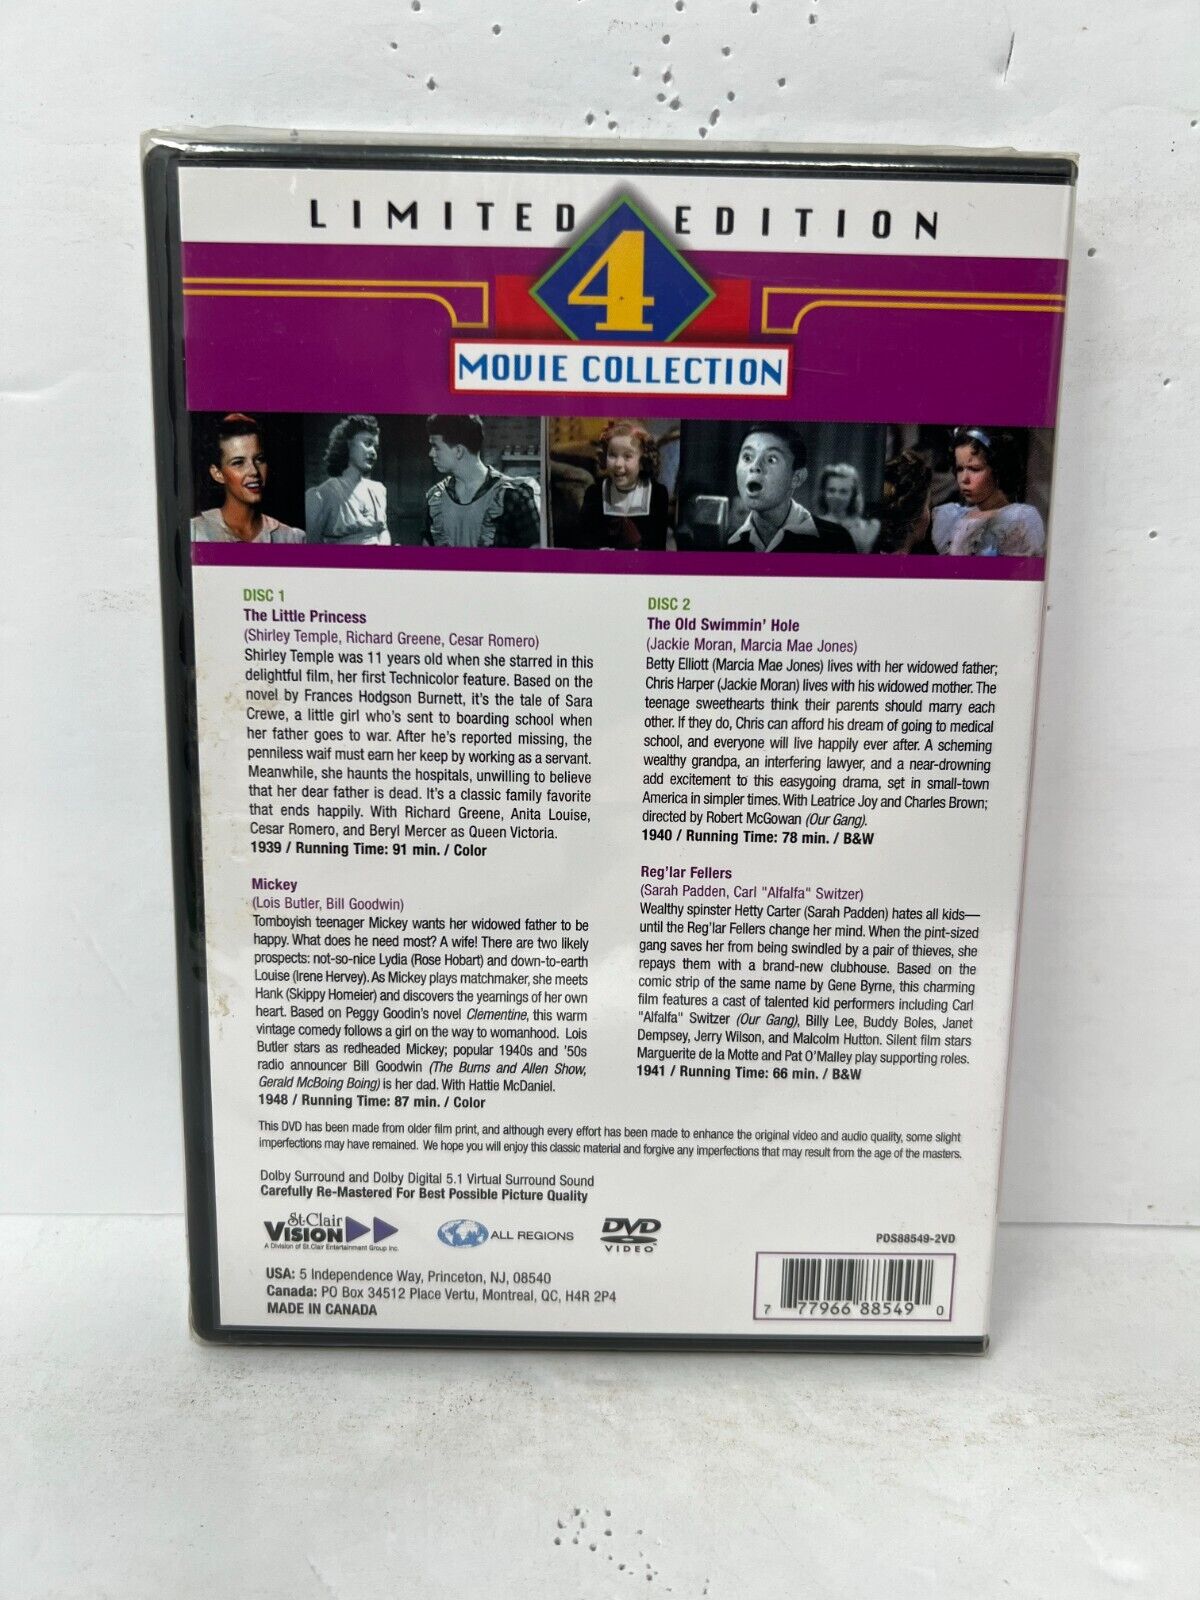 LIMITED EDITION
4
MOVIE COLLECTION
DISC 1
The Little Princess
(Shirley Temple, Richard Greene, Cesar Romero)
Shirley Temple was 11 years old when she starred in this
delightful film, her first Technicolor feature. Based on the
novel by Frances Hodgson Burnett, it's the tale of Sara
Crewe, a little girl who's sent to boarding school when
her father goes to war. After he's reported missing, the
penniless waif must earn her keep by working as a servant.
Meanwhile, she haunts the hospitals, unwilling to believe
that her dear father is dead. It's a classic family favorite
that ends happily. With Richard Greene, Anita Louise,
Cesar Romero, and Beryl Mercer as Queen Victoria.
1939 / Running Time: 91 min. / Color
Mickey
(Lois Butler, Bill Goodwin)
Tomboyish teenager Mickey wants her widowed father to be
happy. What does he need most? A wife! There are two likely
prospects: not-so-nice Lydia (Rose Hobart) and down-to-earth
Louise (Irene Hervey). As Mickey plays matchmaker, she meets
Hank (Skippy Homeier) and discovers the yearnings of her own
heart. Based on Peggy Goodin's novel Clementine, this warm
vintage comedy follows a girl on the way to womanhood. Lois
Butler stars as redheaded Mickey; popular 1940s and '50s
radio announcer Bill Goodwin (The Burns and Allen Show,
Gerald McBoing Boing) is her dad. With Hattie McDaniel.
1948 / Running Time: 87 min. / Color
DISC 2
The Old Swimmin' Hole
(Jackie Moran, Marcia Mae Jones)
Betty Elliott (Marcia Mae Jones) lives with her widowed father;
Chris Harper (Jackie Moran) lives with his widowed mother. The
teenage sweethearts think their parents should marry each
other. If they do, Chris can afford his dream of going to medical
school, and everyone will live happily ever after. A scheming
wealthy grandpa, an interfering lawyer, and a near-drowning
add excitement to this easygoing drama, set in small-town
America in simpler times. With Leatrice Joy and Charles Brown;
directed by Robert McGowan (Our Gang).
1940 / Running Time: 78 min. / B&W
Reg'lar Fellers
(Sarah Padden, Carl "Alfalfa" Switzer)
Wealthy spinster Hetty Carter (Sarah Padden) hates all kids—
until the Reg'lar Fellers change her mind. When the pint-sized
gang saves her from being swindled by a pair of thieves, she
repays them with a brand-new clubhouse. Based on the
comic strip of the same name by Gene Byrne, this charming
film features a cast of talented kid performers including Carl
"Alfalfa" Switzer (Our Gang), Billy Lee, Buddy Boles, Janet
Dempsey, Jerry Wilson, and Malcolm Hutton. Silent film stars
Marguerite de la Motte and Pat O'Malley play supporting roles.
1941 / Running Time: 66 min. / B&W
This DVD has been made from older film print, and although every effort has been made to enhance the original video and audio quality, some slight
imperfections may have remained. We hope you will enjoy this classic material and forgive any imperfections that may result from the age of the masters.
Dolby Surround and Dolby Digital 5.1 Virtual Surround Sound
Carefully Re-Mastered For Best Possible Picture Quality
St.Clair
VISION
A Division of St.Clair Entertainment Group Inc.
ALL REGIONS
DVD
VIDEO
PDS88549-2VD
USA: 5 Independence Way, Princeton, NJ, 08540
Canada: PO Box 34512 Place Vertu, Montreal, QC, H4R 2P4
MADE IN CANADA
7 77966 88549 0